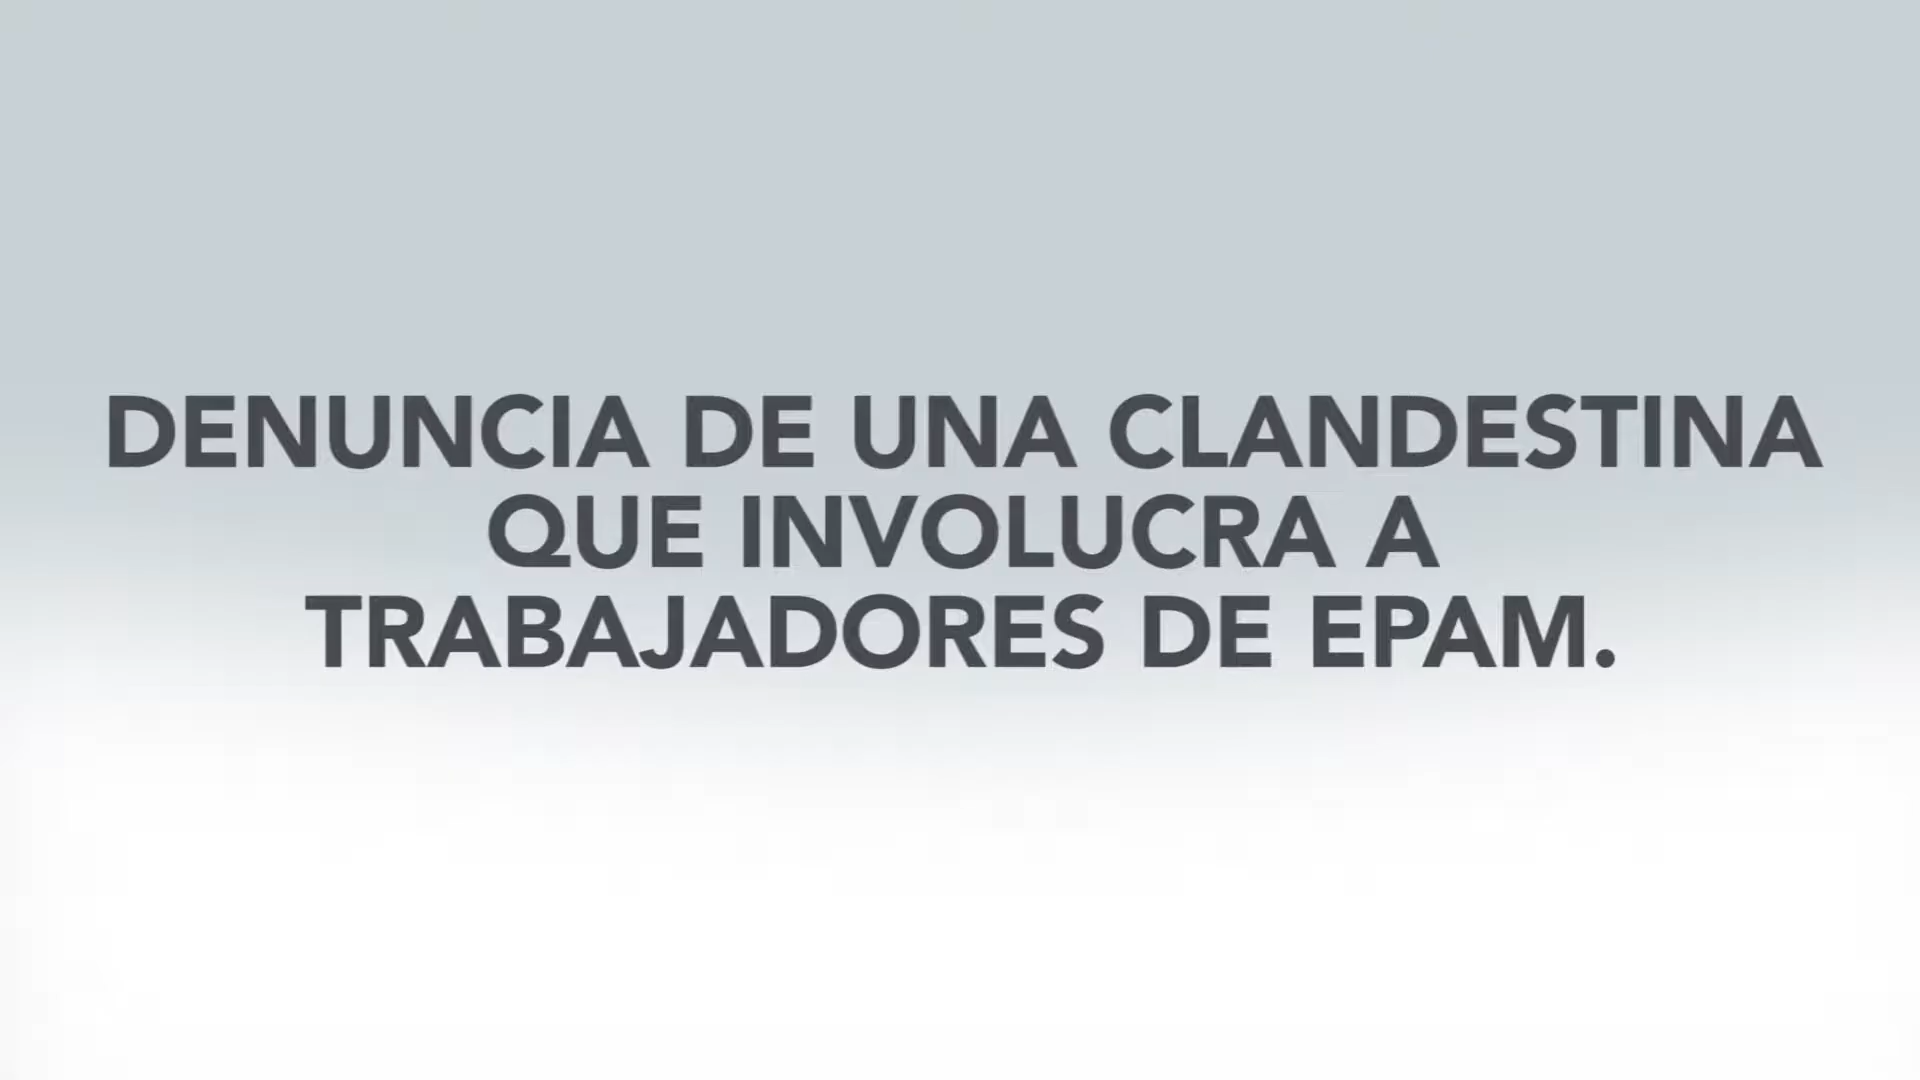 DENUNCIA DE UNA CLANDESTINA
QUE INVOLUCRA A
TRABAJADORES DE EPAM.